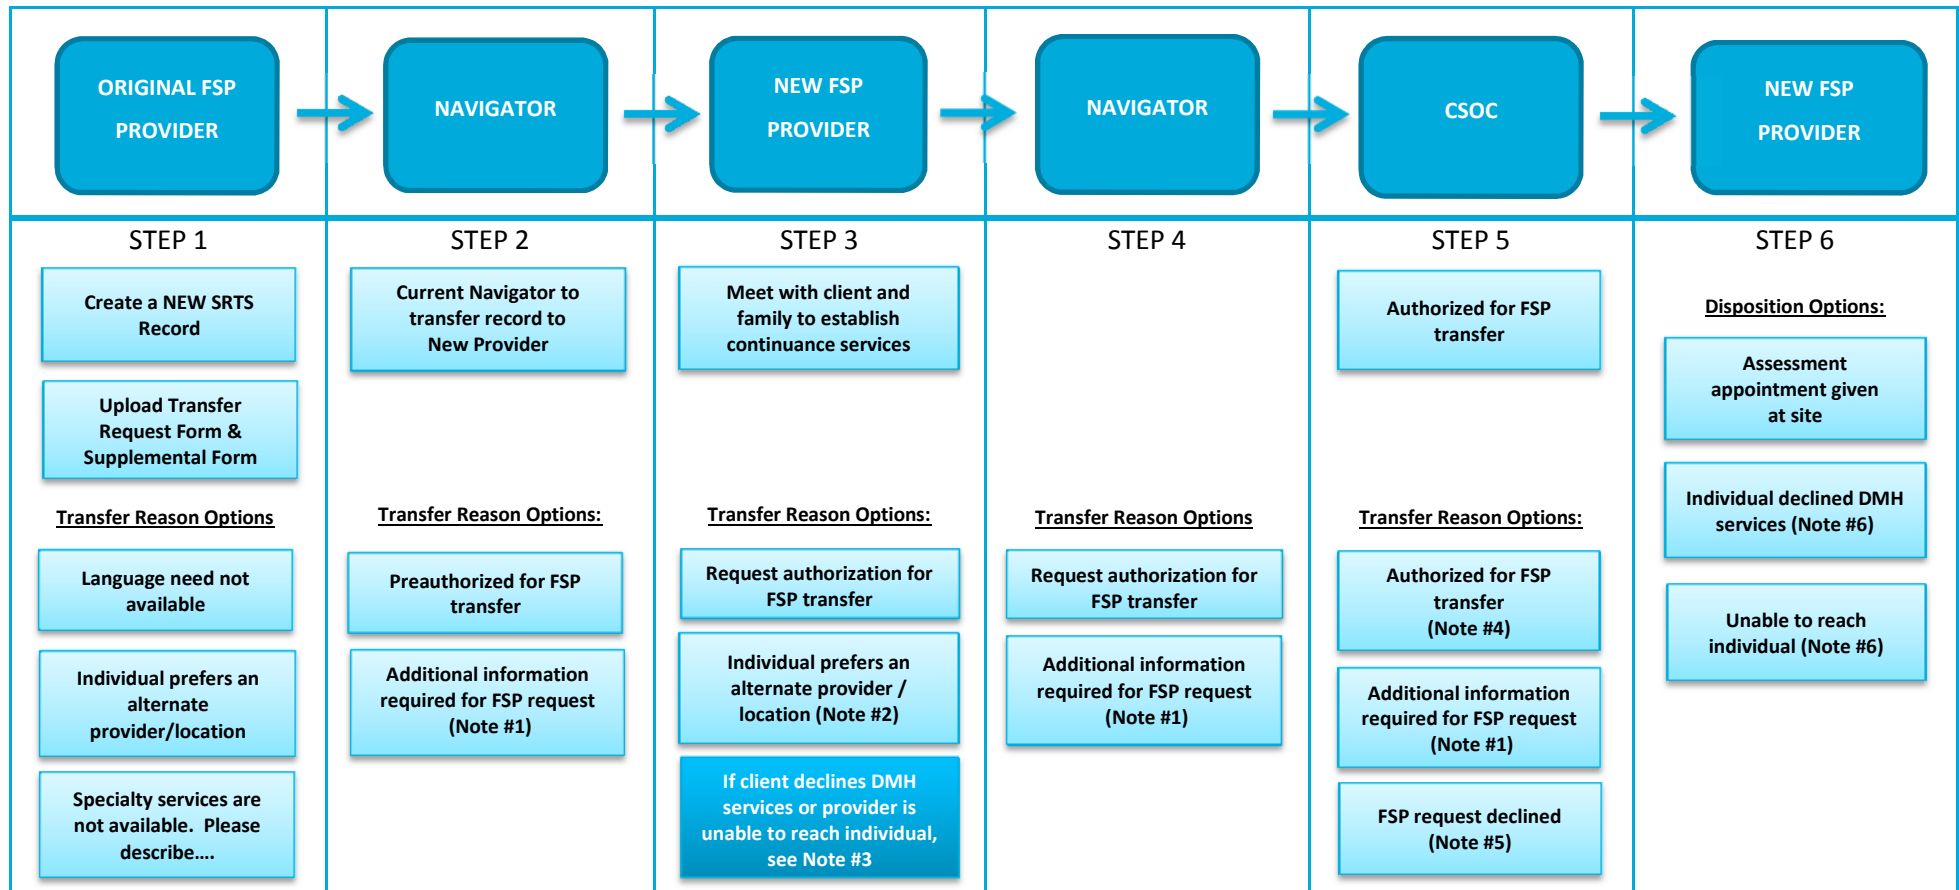 ORIGINAL FSP
PROVIDER
NAVIGATOR
NEW FSP
PROVIDER
NAVIGATOR
CSOC
NEW FSP
PROVIDER
STEP 1
Create a NEW SRTS
Record
Upload Transfer
Request Form &
Supplemental Form
Transfer Reason Options
Language need not
available
Individual prefers an
alternate
provider/location
Specialty services are
not available.  Please
describe....
STEP 2
Current Navigator to
transfer record to
New Provider
Transfer Reason Options:
Preauthorized for FSP
transfer
Additional information
required for FSP request
(Note #1)
STEP 3
Meet with client and
family to establish
continuance services
Transfer Reason Options:
Request authorization for
FSP transfer
Individual prefers an
alternate provider /
location (Note #2)
If client declines DMH
services or provider is
unable to reach individual,
see Note #3
STEP 4
Transfer Reason Options
Request authorization for
FSP transfer
Additional information
required for FSP request
(Note #1)
STEP 5
Authorized for FSP
transfer
Transfer Reason Options:
Authorized for FSP
transfer
(Note #4)
Additional information
required for FSP request
(Note #1)
FSP request declined
(Note #5)
STEP 6
Disposition Options:
Assessment
appointment given
at site
Individual declined DMH
services (Note #6)
Unable to reach
individual (Note #6)